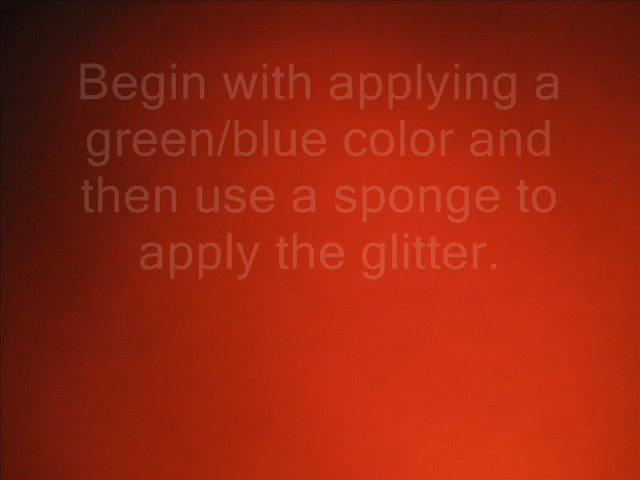 Begin with applying a
green/blue color and
then use a sponge to
apply the glitter.